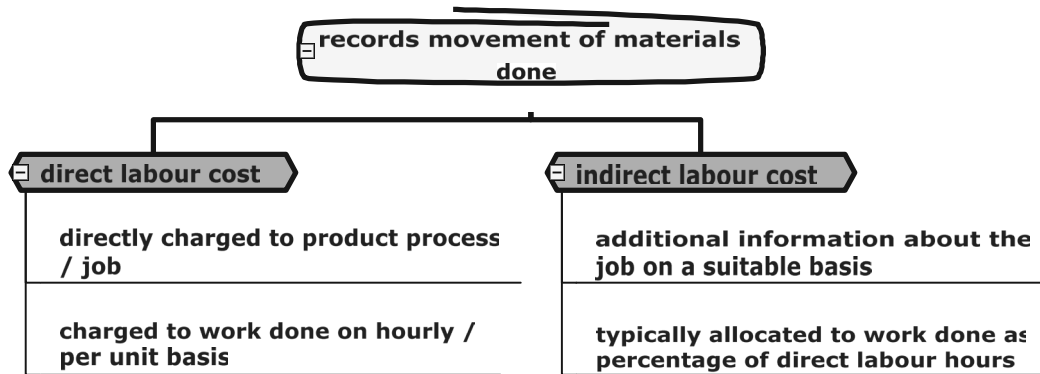 records movement of materials
done
direct labour cost
indirect labour cost
directly charged to product process
/ job
charged to work done on hourly /
per unit basis
additional information about the
job on a suitable basis
typically allocated to work done as
percentage of direct labour hours